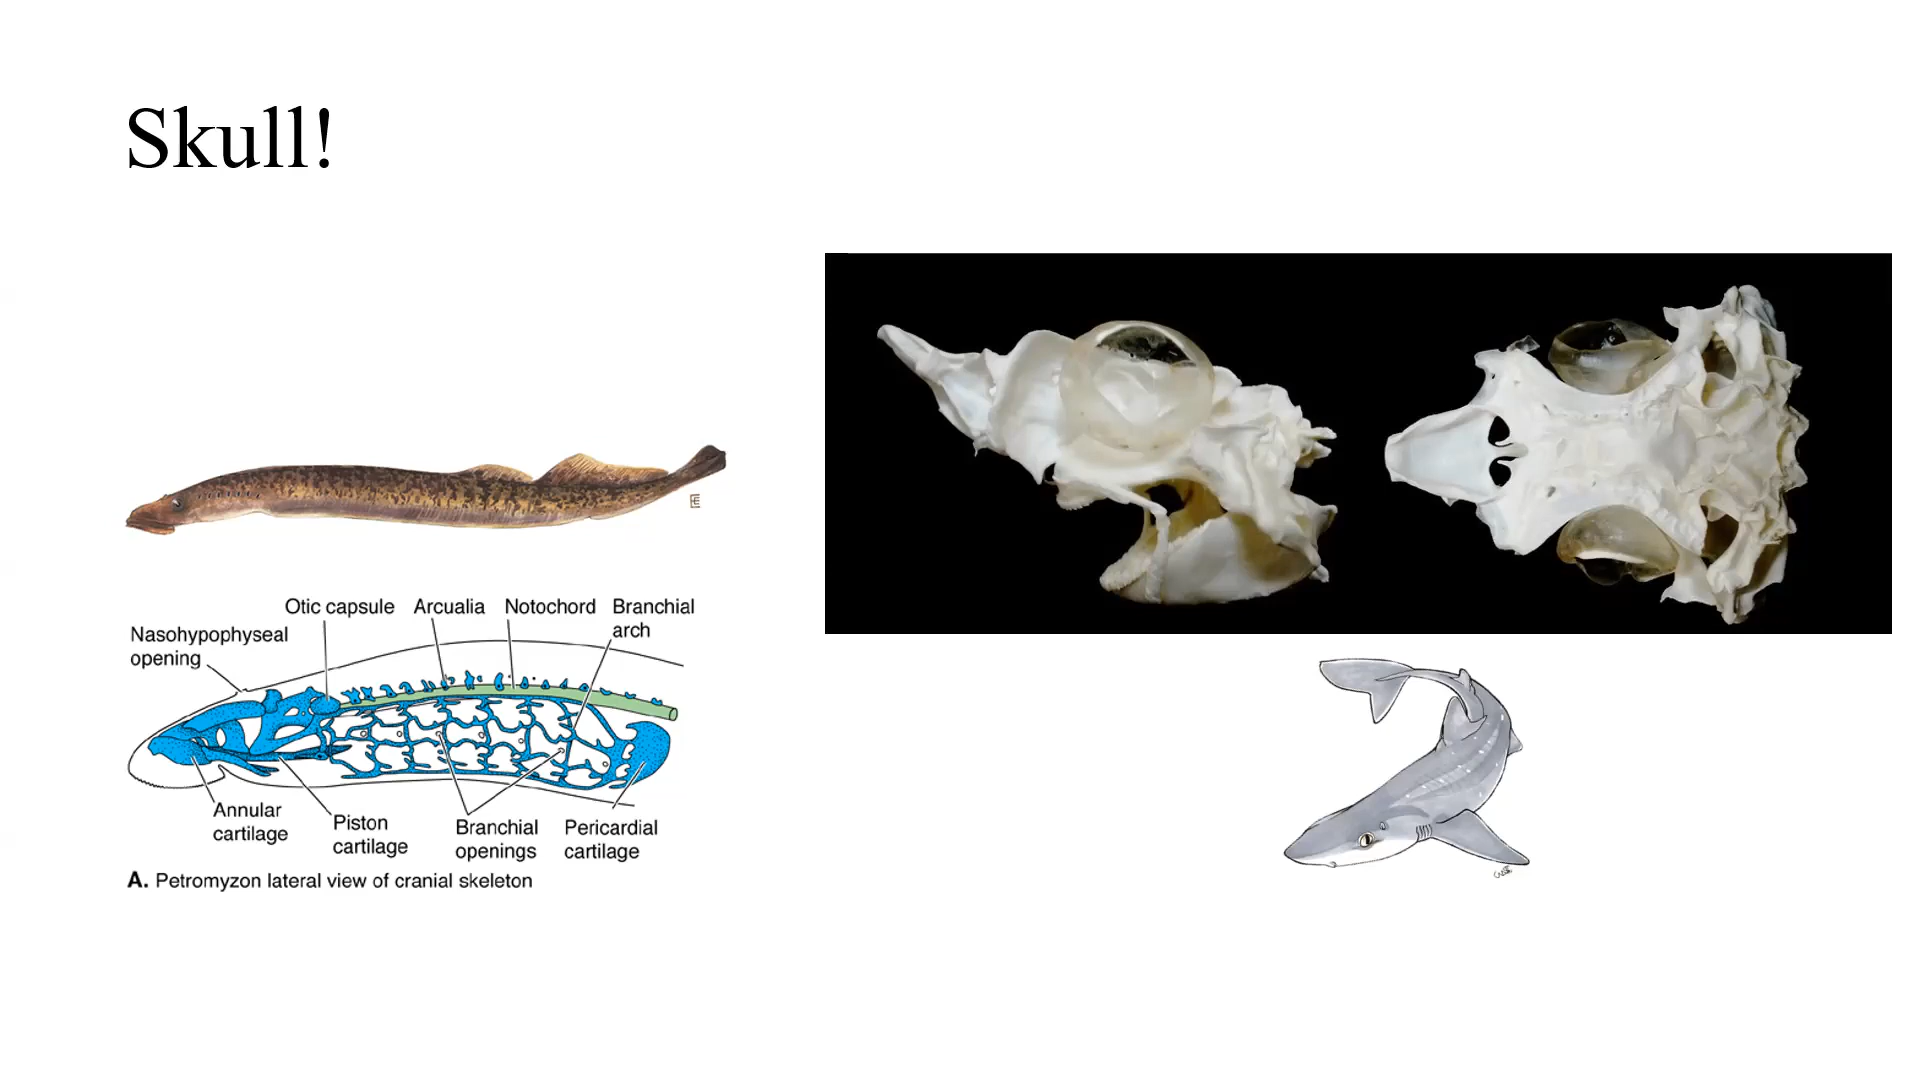 Skull!
Otic capsule
Arcualia
Notochord
Branchial
arch
Nasohypophyseal
opening
Annular
cartilage
Piston
cartilage
Branchial
openings
Pericardial
cartilage
A. Petromyzon lateral view of cranial skeleton